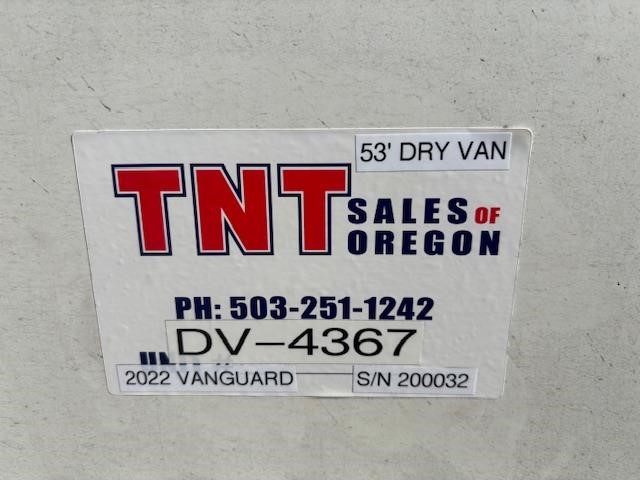 53' DRY VAN
TNT SALES OF
OREGON
PH: 503-251-1242
DV-4367
2022 VANGUARD
S/N 200032